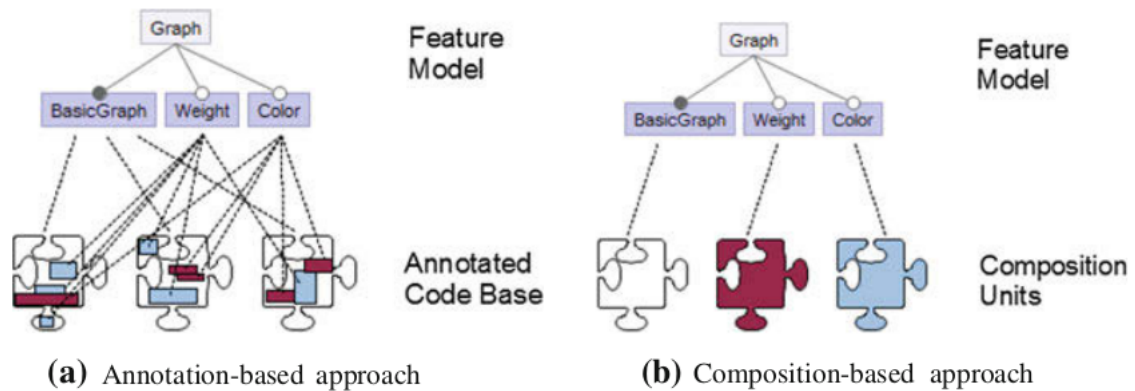 Graph
Feature
Model
BasicGraph Weight Color
Annotated
Code Base
(a) Annotation-based approach
Graph
Feature
Model
BasicGraph Weight Color
Composition
Units
(b) Composition-based approach